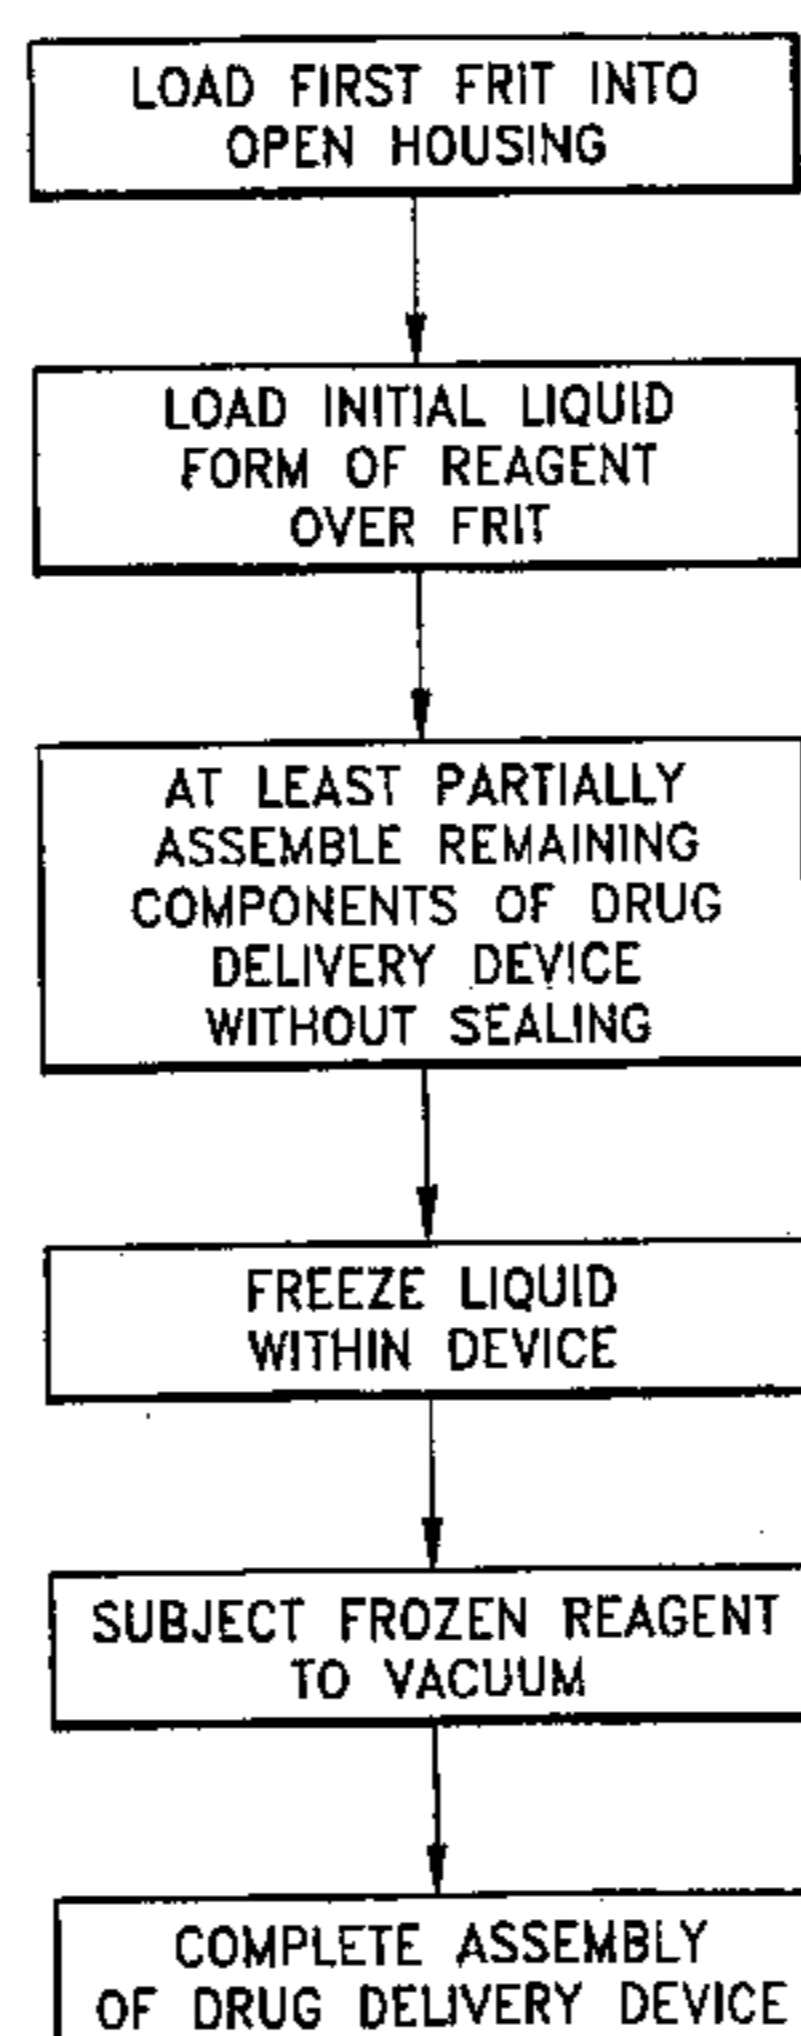 LOAD FIRST FRIT INTO
OPEN HOUSING
LOAD INITIAL LIQUID
FORM OF REAGENT
OVER FRIT
AT LEAST PARTIALLY
ASSEMBLE REMAINING
COMPONENTS OF DRUG
DELIVERY DEVICE
WITHOUT SEALING
FREEZE LIQUID
WITHIN DEVICE
SUBJECT FROZEN REAGENT
TO VACUUM
COMPLETE ASSEMBLY
OF DRUG DELIVERY DEVICE